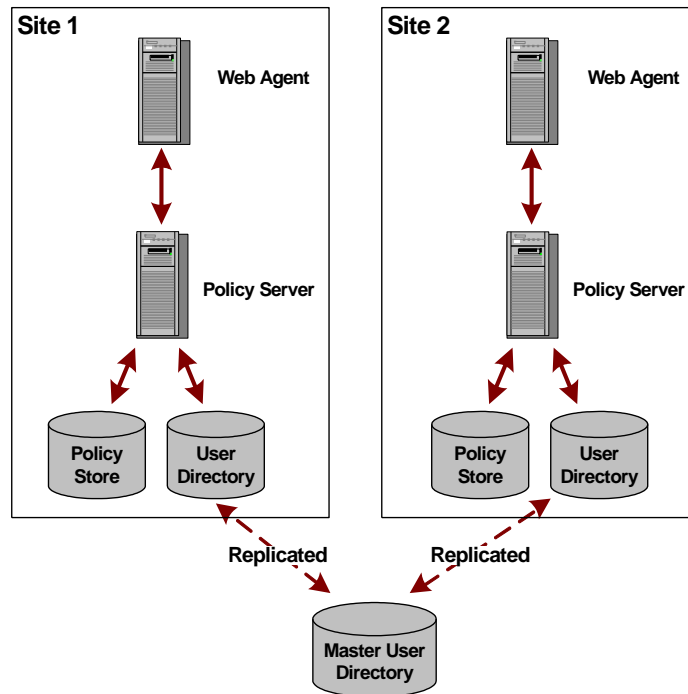 Site 1
Web Agent
Policy Server
Policy
Store
User
Directory
Site 2
Web Agent
Policy Server
Policy
Store
User
Directory
Replicated
Replicated
Master User
Directory